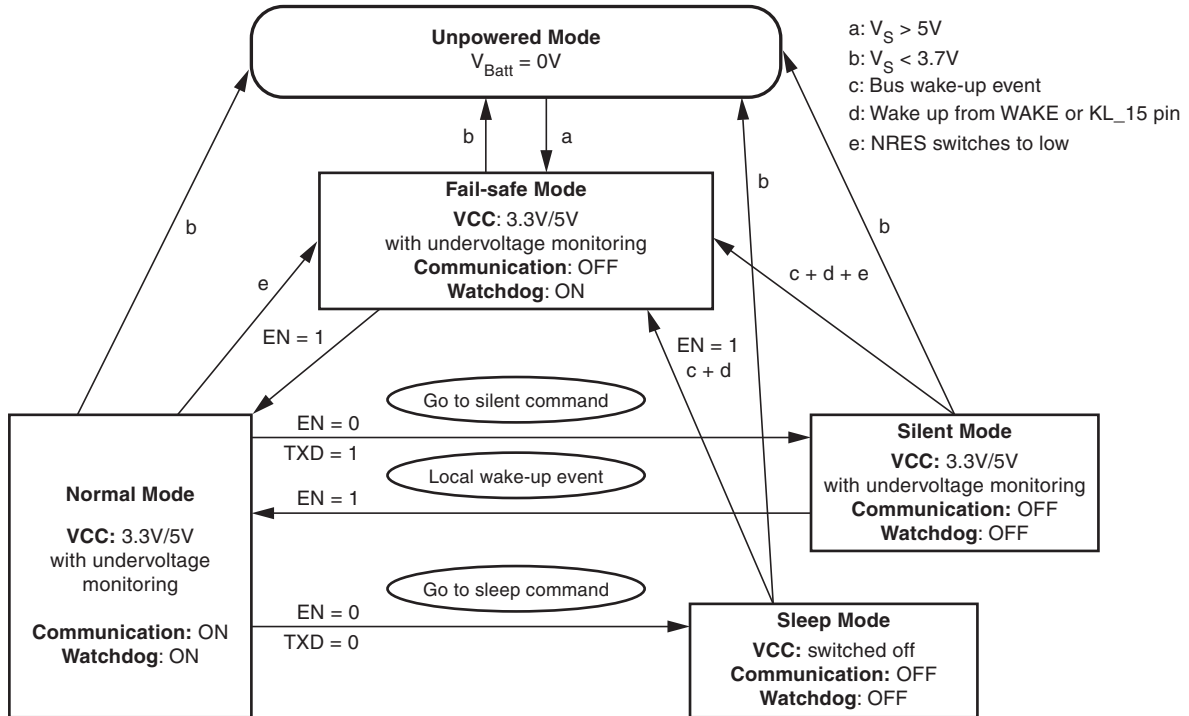 Unpowered Mode
V_Batt = 0V
a: V_S > 5V
b: V_S < 3.7V
c: Bus wake-up event
d: Wake up from WAKE or KL_15 pin
e: NRES switches to low
b
a
b
b
b
Fail-safe Mode
VCC: 3.3V/5V
with undervoltage monitoring
Communication: OFF
Watchdog: ON
e
c + d + e
EN = 1
EN = 1
c + d
Go to silent command
EN = 0
TXD = 1
Local wake-up event
EN = 1
Go to sleep command
EN = 0
TXD = 0
Normal Mode
VCC: 3.3V/5V
with undervoltage
monitoring
Communication: ON
Watchdog: ON
Silent Mode
VCC: 3.3V/5V
with undervoltage monitoring
Communication: OFF
Watchdog: OFF
Sleep Mode
VCC: switched off
Communication: OFF
Watchdog: OFF